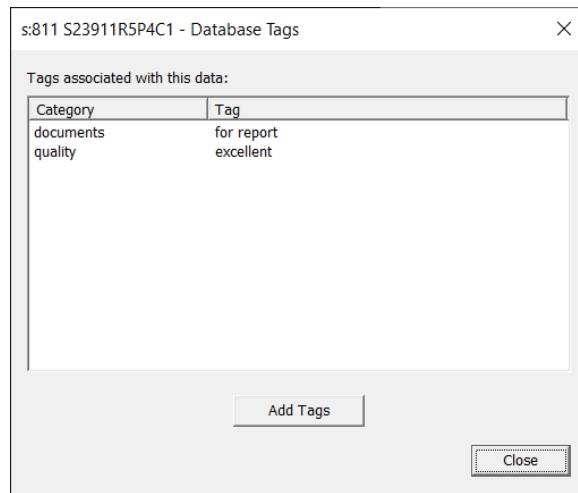 s:811 S23911R5P4C1 - Database Tags
Tags associated with this data:
Category Tag
documents for report
quality excellent
Add Tags
Close